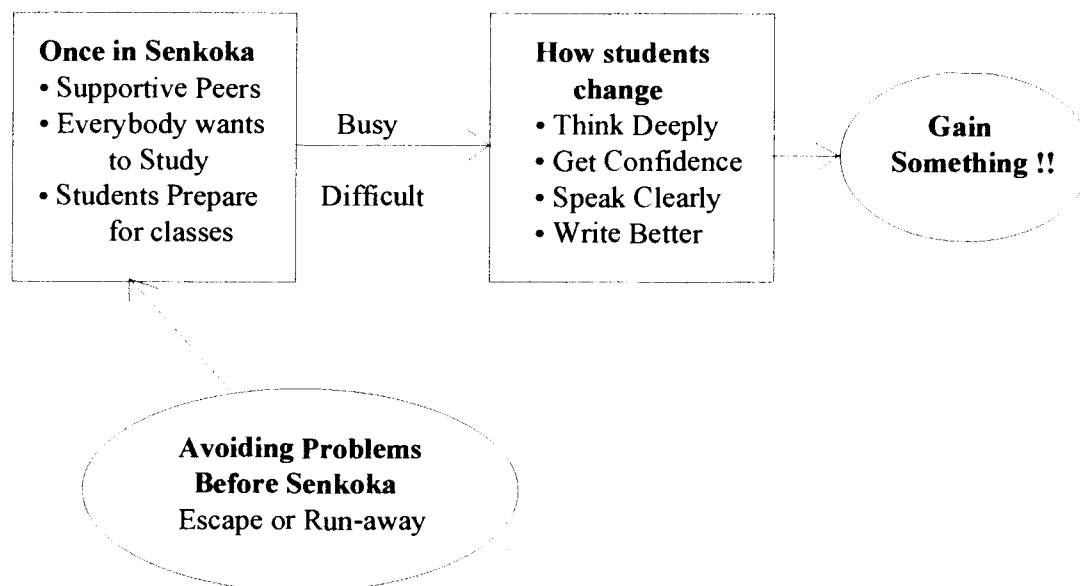 Once in Senkoka
• Supportive Peers
• Everybody wants
to Study
• Students Prepare
for classes
Busy
Difficult
How students
change
• Think Deeply
• Get Confidence
• Speak Clearly
• Write Better
Gain
Something !!
Avoiding Problems
Before Senkoka
Escape or Run-away